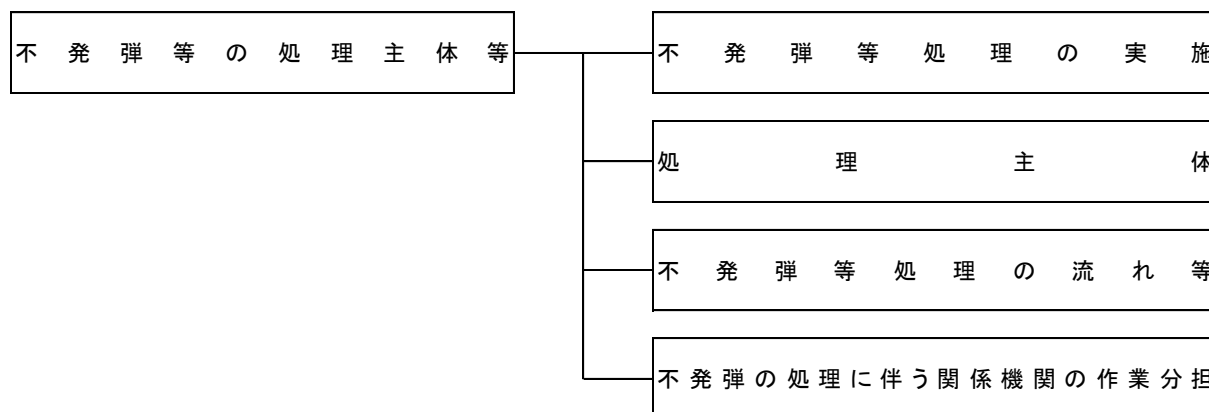 不発弾等の処理主体等
不発弾等処理の実施
処理主体
不発弾等処理の流れ等
不発弾の処理に伴う関係機関の作業分担